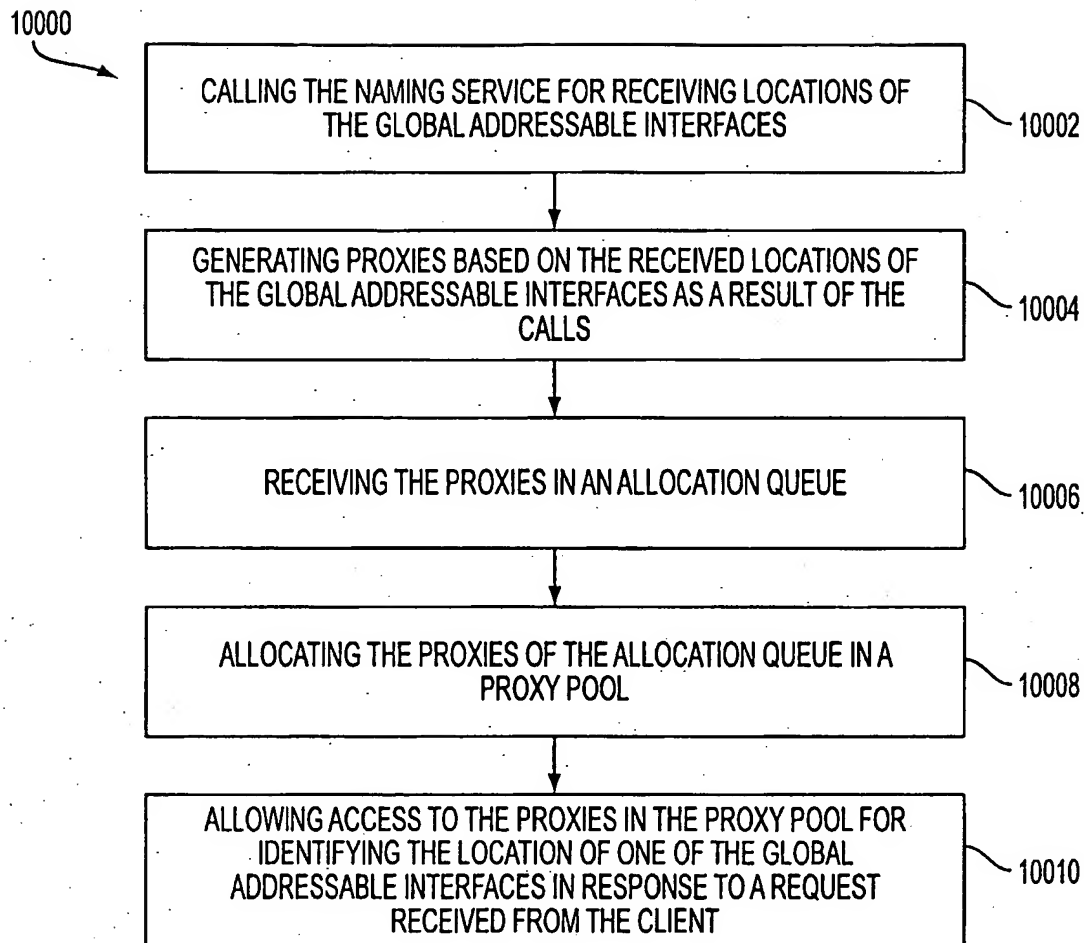 10000
CALLING THE NAMING SERVICE FOR RECEIVING LOCATIONS OF
THE GLOBAL ADDRESSABLE INTERFACES
10002
GENERATING PROXIES BASED ON THE RECEIVED LOCATIONS OF
THE GLOBAL ADDRESSABLE INTERFACES AS A RESULT OF THE
CALLS
10004
RECEIVING THE PROXIES IN AN ALLOCATION QUEUE
10006
ALLOCATING THE PROXIES OF THE ALLOCATION QUEUE IN A
PROXY POOL
10008
ALLOWING ACCESS TO THE PROXIES IN THE PROXY POOL FOR
IDENTIFYING THE LOCATION OF ONE OF THE GLOBAL
ADDRESSABLE INTERFACES IN RESPONSE TO A REQUEST
RECEIVED FROM THE CLIENT
10010